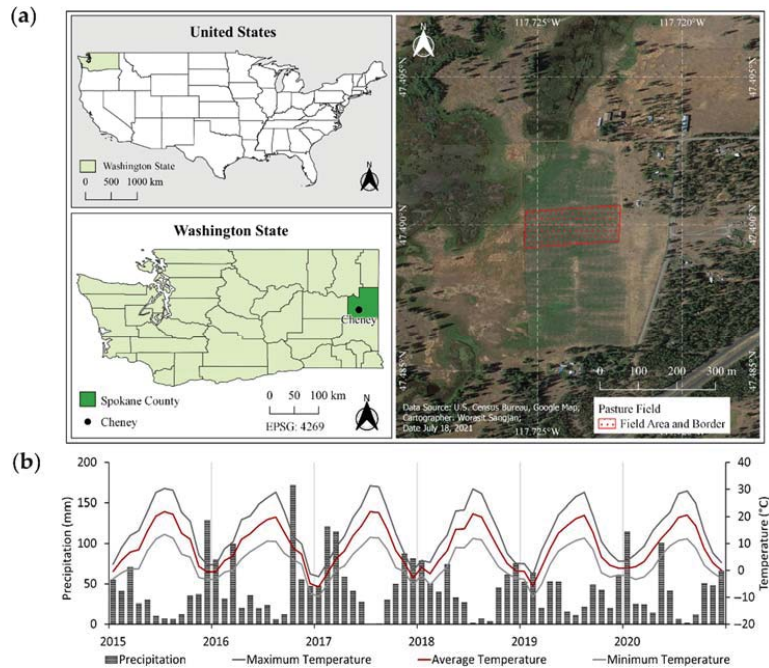 (a)
United States
N
Washington State
0 500 1000 km
Washington State
Cheney
Spokane County
Cheney
0 50 100 km
EPSG: 4269
N
117.725°W
117.720°W
N
47.495°N
47.495°N
47.490°N
47.490°N
47.485°N
47.485°N
0 100 200 300 m
Data Source: U.S. Census Bureau, Google Map;
Cartographer: Worasit Sangjan;
Date July 18, 2021
117.725°W
Pasture Field
Field Area and Border
(b)
Precipitation (mm)
200
150
100
50
0
40
30
20
10
0
-10
-20
Temperature (°C)
2015 2016 2017 2018 2019 2020
Precipitation Maximum Temperature Average Temperature Minimum Temperature